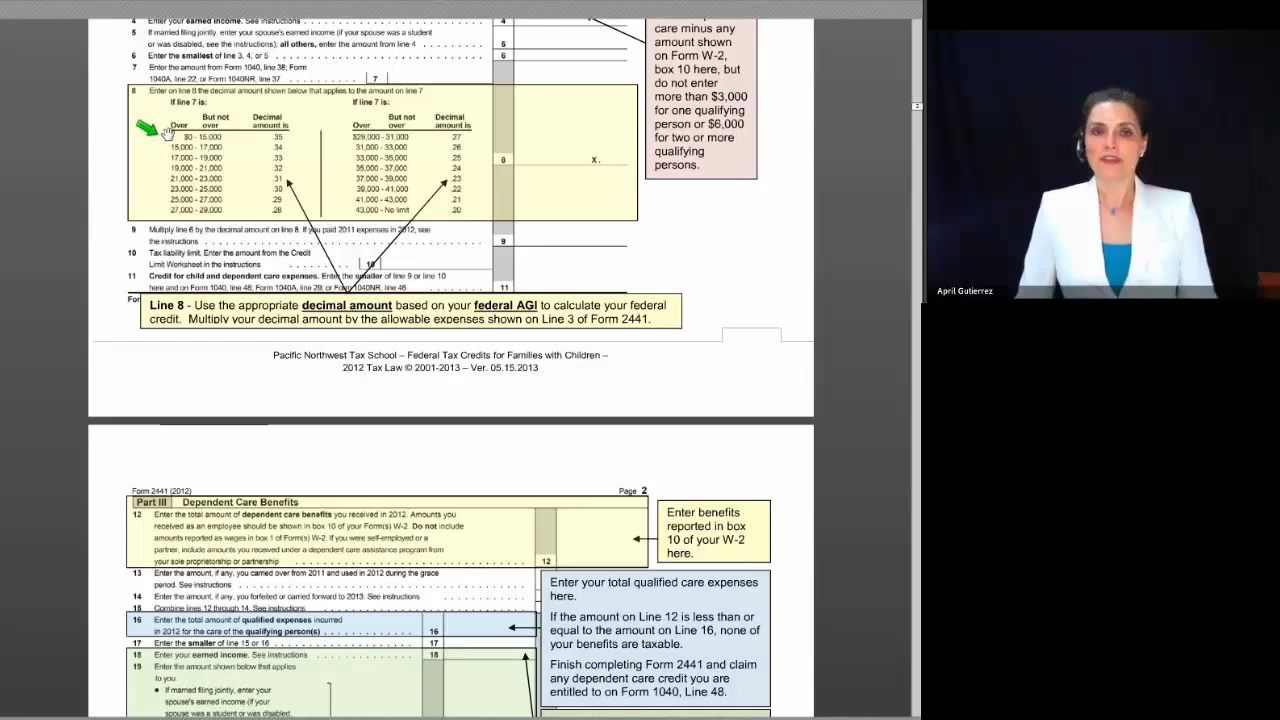 4 Enter your earned income. See instructions 4
5 If married filing jointly, enter your spouse's earned income (if your spouse was a student
or was disabled, see the instructions); all others, enter the amount from line 4 5
6 Enter the smallest of line 3, 4, or 5 6
7 Enter the amount from Form 1040, line 38; Form
1040A, line 22; or Form 1040NR, line 37 7
8 Enter on line 8 the decimal amount shown below that applies to the amount on line 7
If line 7 is: If line 7 is:
But not Decimal But not Decimal
Over over amount is Over over amount is
$0 - 15,000 .35 $29,000 - 31,000 .27
15,000 - 17,000 .34 31,000 - 33,000 .26
17,000 - 19,000 .33 33,000 - 35,000 .25
8 X .
19,000 - 21,000 .32 35,000 - 37,000 .24
21,000 - 23,000 .31 37,000 - 39,000 .23
23,000 - 25,000 .30 39,000 - 41,000 .22
25,000 - 27,000 .29 41,000 - 43,000 .21
27,000 - 29,000 .28 43,000 - No limit .20
9 Multiply line 6 by the decimal amount on line 8. If you paid 2011 expenses in 2012, see
the instructions 9
10 Tax liability limit. Enter the amount from the Credit
Limit Worksheet in the instructions 10
11 Credit for child and dependent care expenses. Enter the smaller of line 9 or line 10
here and on Form 1040, line 48; Form 1040A, line 29; or Form 1040NR, line 46 11
For
care minus any
amount shown
on Form W-2,
box 10 here, but
do not enter
more than $3,000
for one qualifying
person or $6,000
for two or more
qualifying
persons.
Line 8 - Use the appropriate decimal amount based on your federal AGI to calculate your federal
credit. Multiply your decimal amount by the allowable expenses shown on Line 3 of Form 2441.
Pacific Northwest Tax School – Federal Tax Credits for Families with Children –
2012 Tax Law © 2001-2013 – Ver. 05.15.2013
Form 2441 (2012) Page 2
Part III Dependent Care Benefits
12 Enter the total amount of dependent care benefits you received in 2012. Amounts you
received as an employee should be shown in box 10 of your Form(s) W-2. Do not include
amounts reported as wages in box 1 of Form(s) W-2. If you were self-employed or a
partner, include amounts you received under a dependent care assistance program from
your sole proprietorship or partnership 12
13 Enter the amount, if any, you carried over from 2011 and used in 2012 during the grace
period. See instructions
14 Enter the amount, if any, you forfeited or carried forward to 2013. See instructions
15 Combine lines 12 through 14. See instructions
16 Enter the total amount of qualified expenses incurred
in 2012 for the care of the qualifying person(s) 16
17 Enter the smaller of line 15 or 16 17
18 Enter your earned income. See instructions 18
19 Enter the amount shown below that applies
to you.
• If married filing jointly, enter your
spouse's earned income (if your
spouse was a student or was disabled,
Enter benefits
reported in box
10 of your W-2
here.
Enter your total qualified care expenses
here.
If the amount on Line 12 is less than or
equal to the amount on Line 16, none of
your benefits are taxable.
Finish completing Form 2441 and claim
any dependent care credit you are
entitled to on Form 1040, Line 48.
April Gutierrez